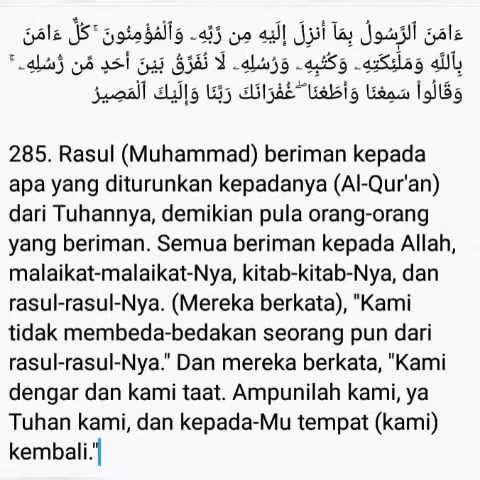 ءَامَنَ ٱلرَّسُولُ بِمَآ أُنزِلَ إِلَيْهِ مِن رَّبِّهِۦ وَٱلْمُؤْمِنُونَ ۚ كُلٌّ ءَامَنَ
بِٱللَّهِ وَمَلَٰٓئِكَتِهِۦ وَكُتُبِهِۦ وَرُسُلِهِۦ لَا نُفَرِّقُ بَيْنَ أَحَدٍ مِّن رُّسُلِهِۦ ۚ
وَقَالُوا۟ سَمِعْنَا وَأَطَعْنَا ۖ غُفْرَانَكَ رَبَّنَا وَإِلَيْكَ ٱلْمَصِيرُ
285. Rasul (Muhammad) beriman kepada
apa yang diturunkan kepadanya (Al-Qur'an)
dari Tuhannya, demikian pula orang-orang
yang beriman. Semua beriman kepada Allah,
malaikat-malaikat-Nya, kitab-kitab-Nya, dan
rasul-rasul-Nya. (Mereka berkata), "Kami
tidak membeda-bedakan seorang pun dari
rasul-rasul-Nya." Dan mereka berkata, "Kami
dengar dan kami taat. Ampunilah kami, ya
Tuhan kami, dan kepada-Mu tempat (kami)
kembali."